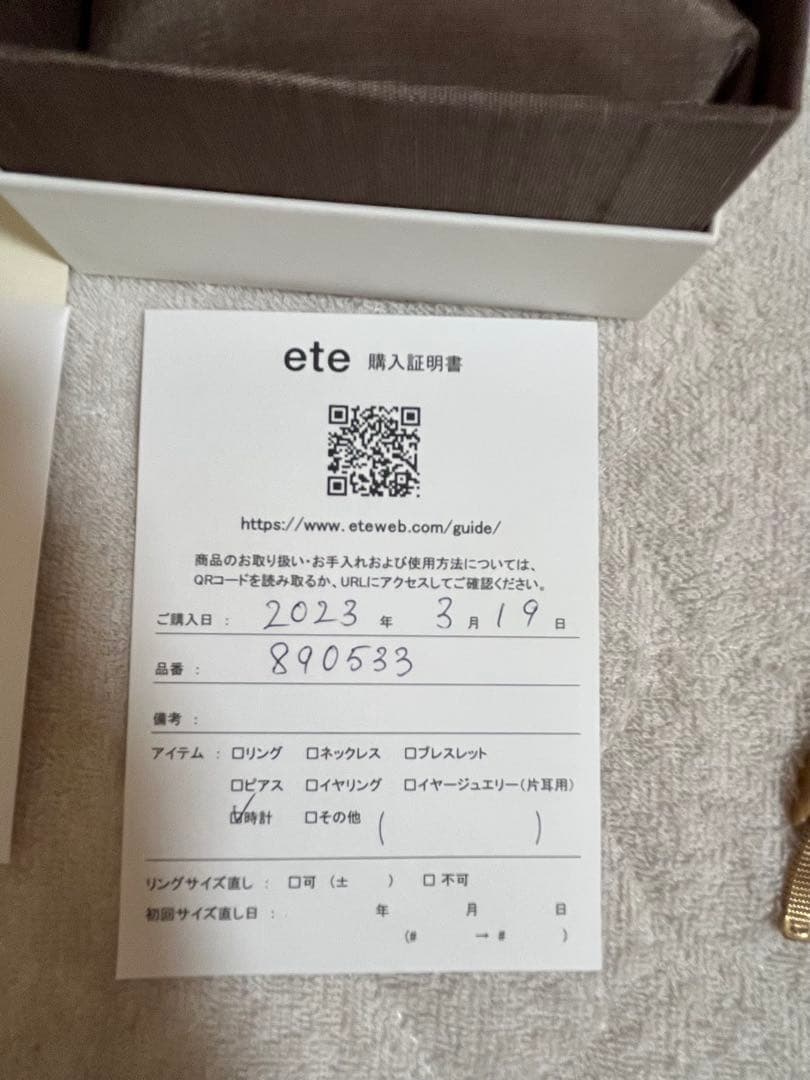 ete 購入証明書
https://www.eteweb.com/guide/
商品のお取り扱い・お手入れおよび使用方法については、
QRコードを読み取るか、URLにアクセスしてご確認ください。
ご購入日 : 2023 年 3 月 19 日
品番 : 890533
備考 :
アイテム : □リング □ネックレス □ブレスレット
□ピアス □イヤリング □イヤージュエリー(片耳用)
☑時計 □その他 ( )
リングサイズ直し : □可 (± ) □不可
初回サイズ直し日 : 年 月 日
(# → # )